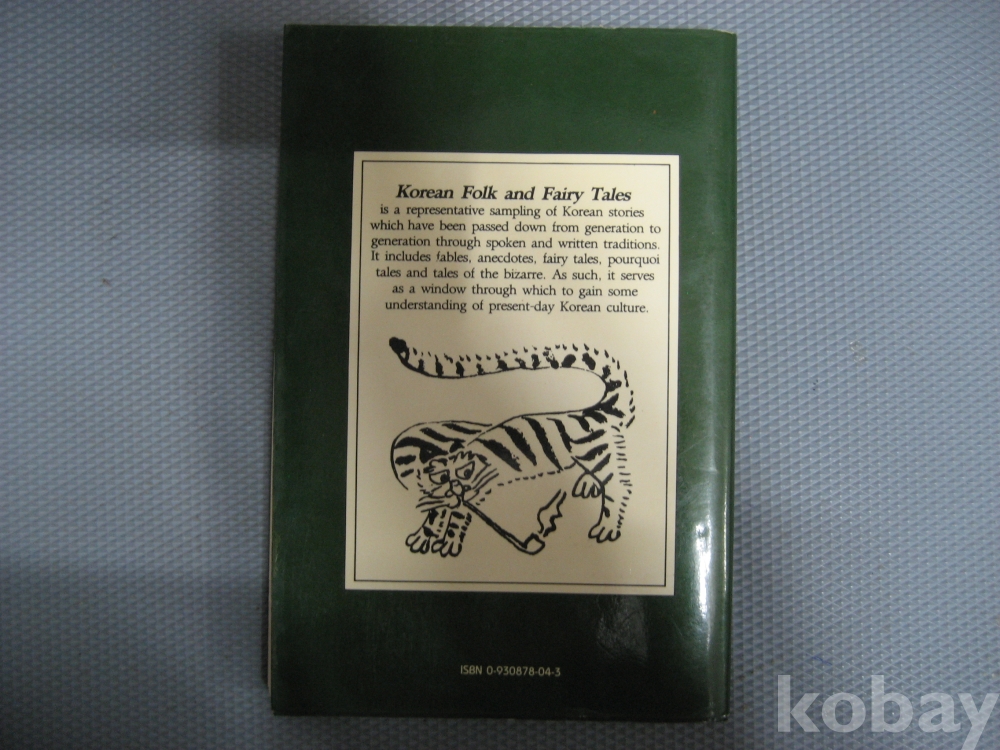 Korean Folk and Fairy Tales
is a representative sampling of Korean stories
which have been passed down from generation to
generation through spoken and written traditions.
It includes fables, anecdotes, fairy tales, pourquoi
tales and tales of the bizarre. As such, it serves
as a window through which to gain some
understanding of present-day Korean culture.
ISBN 0-930878-04-3
kobay